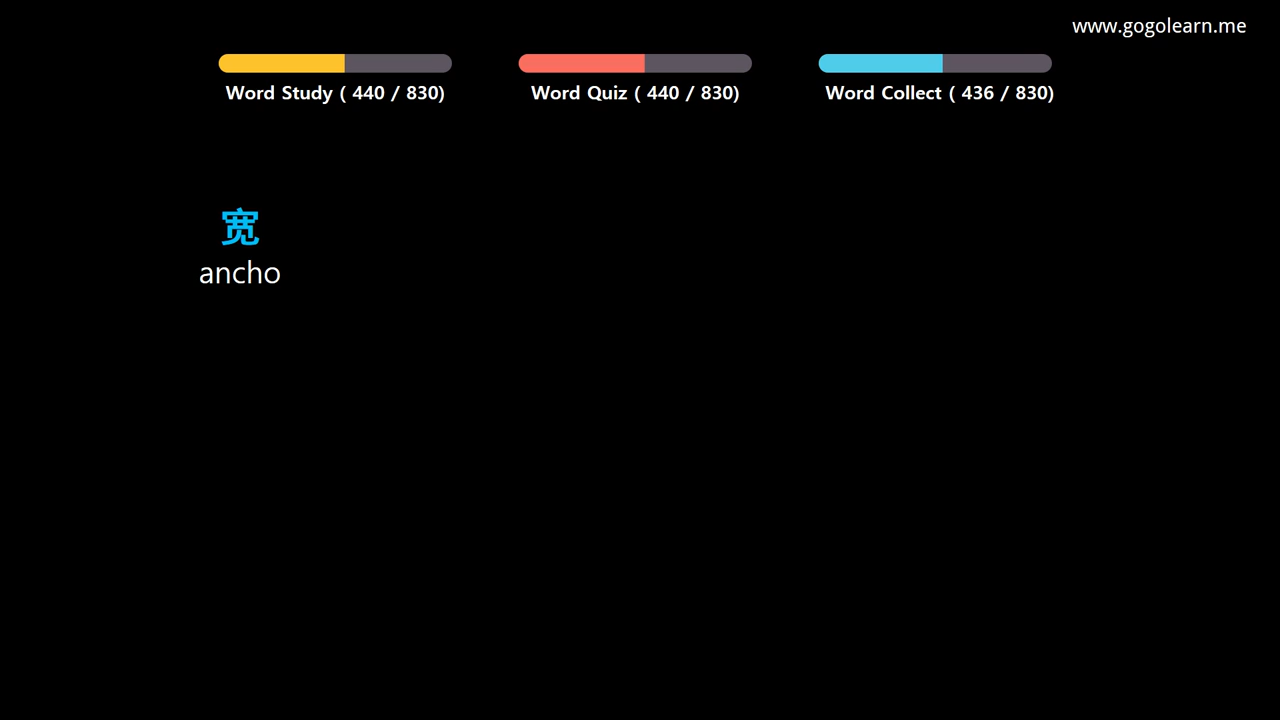 www.gogolearn.me
Word Study ( 440 / 830)
Word Quiz ( 440 / 830)
Word Collect ( 436 / 830)
宽
ancho